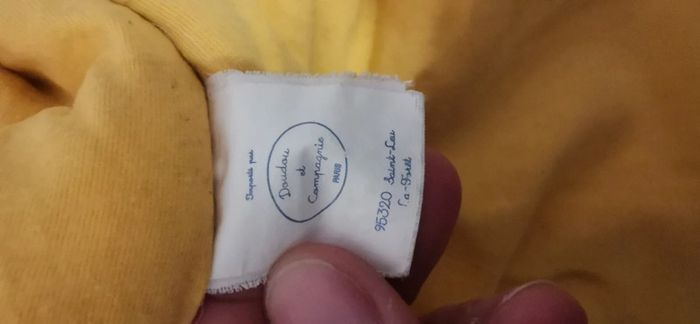 Importé par
Doudou
et
Compagnie
PARIS
95320 Saint-Leu
La-Forêt